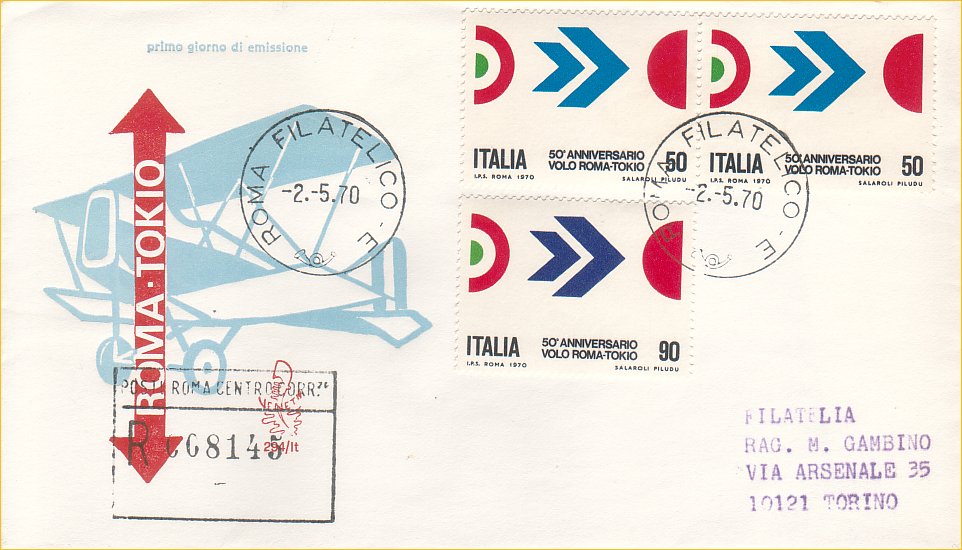 primo giorno di emissione
ROMA·TOKIO
ROMA FILATELICO - E
-2.-5.70
ITALIA
50° ANNIVERSARIO
VOLO ROMA-TOKIO
50
I.P.S. ROMA 1970
SALAROLI PILUDU
ITALIA
50° ANNIVERSARIO
VOLO ROMA-TOKIO
50
I.P.S. ROMA 1970
SALAROLI PILUDU
ROMA FILATELICO - E
-2.-5.70
ITALIA
50° ANNIVERSARIO
VOLO ROMA-TOKIO
90
I.P.S. ROMA 1970
SALAROLI PILUDU
ROMA CENTRO CORR.
R 8145
VENETIA
294/It
FILATELIA
RAG. M. GAMBINO
VIA ARSENALE 35
10121 TORINO